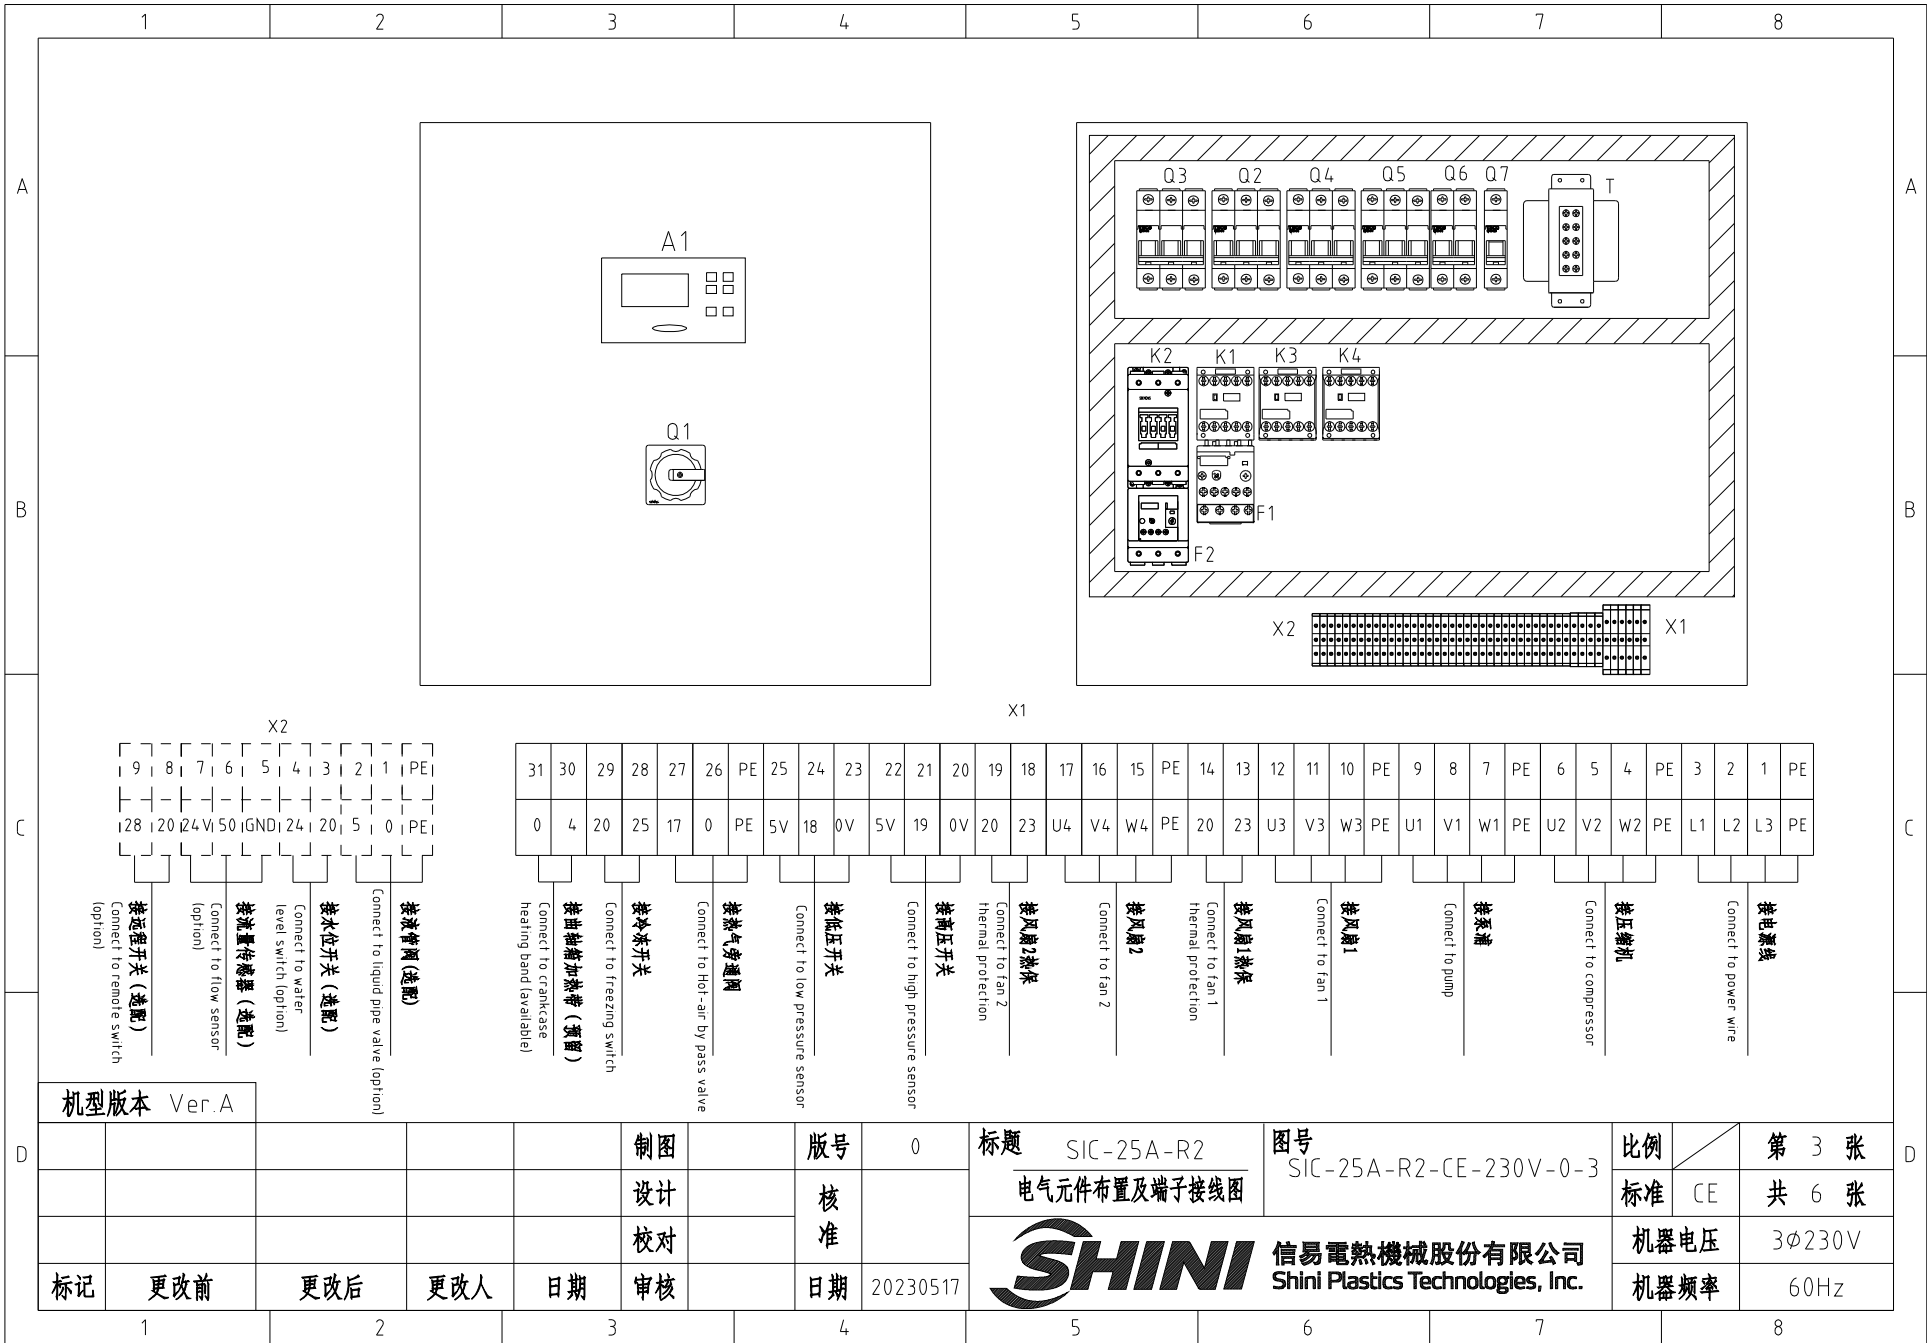 1 2 3 4 5 6 7 8
A A
B B
C C
D D
A1
Q1
Q3 Q2 Q4 Q5 Q6 Q7 T
K2 K1 K3 K4
F1
F2
X2 X1
X2
9 8 7 6 5 4 3 2 1 PE
28 20 24V 50 GND 24 20 5 0 PE
接远程开关（选配）
Connect to remote switch
(option)
接流量传感器（选配）
Connect to flow sensor
(option)
接水位开关（选配）
Connect to water
level switch (option)
接液管阀(选配)
Connect to liquid pipe valve (option)
X1
31 30 29 28 27 26 PE 25 24 23 22 21 20 19 18 17 16 15 PE 14 13 12 11 10 PE 9 8 7 PE 6 5 4 PE 3 2 1 PE
0 4 20 25 17 0 PE 5V 18 0V 5V 19 0V 20 23 U4 V4 W4 PE 20 23 U3 V3 W3 PE U1 V1 W1 PE U2 V2 W2 PE L1 L2 L3 PE
接曲轴箱加热带（预留）
Connect to crankcase
heating band (available)
接冷冻开关
Connect to freezing switch
接热气旁通阀
Connect to Hot-air by pass valve
接低压开关
Connect to low pressure sensor
接高压开关
Connect to high pressure sensor
接风扇2热保
Connect to fan 2
thermal protection
接风扇2
Connect to fan 2
接风扇1热保
Connect to fan 1
thermal protection
接风扇1
Connect to fan 1
接泵浦
Connect to pump
接压缩机
Connect to compressor
接电源线
Connect to power wire
机型版本 Ver.A
制图 版号 0
设计 核准
校对
标记 更改前 更改后 更改人 日期 审核 日期 20230517
标题 SIC-25A-R2
电气元件布置及端子接线图
图号 SIC-25A-R2-CE-230V-0-3
比例 第 3 张
标准 CE 共 6 张
SHINI
信易電熱機械股份有限公司
Shini Plastics Technologies, Inc.
机器电压 3φ230V
机器频率 60Hz
1 2 3 4 5 6 7 8